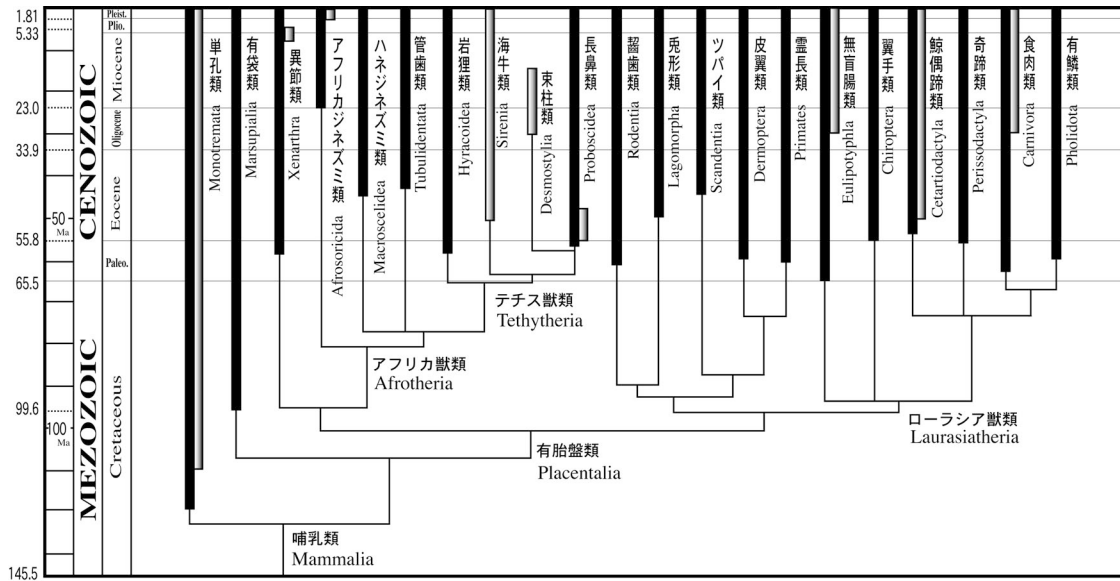 1.81
5.33
23.0
33.9
50
Ma
55.8
65.5
99.6
100
Ma
145.5
CENOZOIC
MEZOZOIC
Pleist.
Plio.
Miocene
Oligocene
Eocene
Paleo.
Cretaceous
単孔類
Monotremata
有袋類
Marsupialia
異節類
Xenarthra
アフリカジネズミ類
Afrosoricida
ハネジネズミ類
Macroscelidea
管歯類
Tubulidentata
岩狸類
Hyracoidea
海牛類
Sirenia
束柱類
Desmostylia
長鼻類
Proboscidea
齧歯類
Rodentia
兎形類
Lagomorpha
ツパイ類
Scandentia
皮翼類
Dermoptera
霊長類
Primates
無盲腸類
Eulipotyphla
翼手類
Chiroptera
鯨偶蹄類
Cetartiodactyla
奇蹄類
Perissodactyla
食肉類
Carnivora
有鱗類
Pholidota
テチス獣類
Tethytheria
アフリカ獣類
Afrotheria
ローラシア獣類
Laurasiatheria
有胎盤類
Placentalia
哺乳類
Mammalia